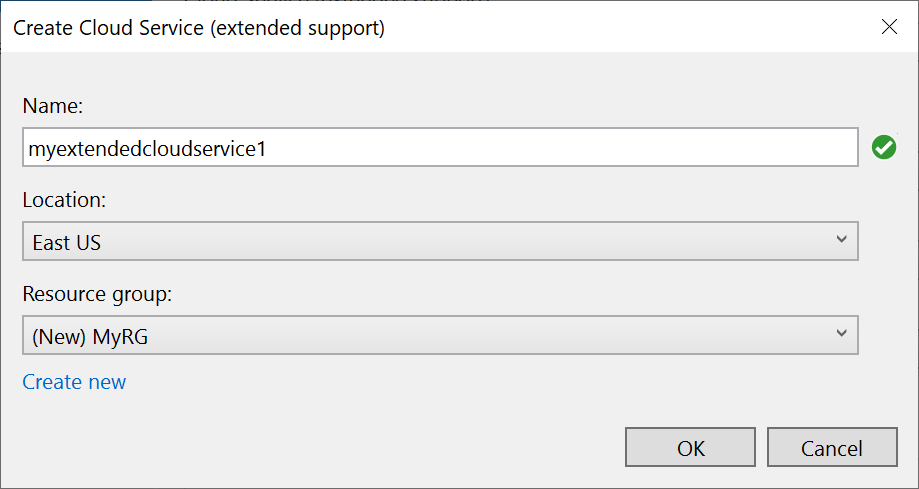 Create Cloud Service (extended support)
Name:
myextendedcloudservice1
Location:
East US
Resource group:
(New) MyRG
Create new
OK Cancel